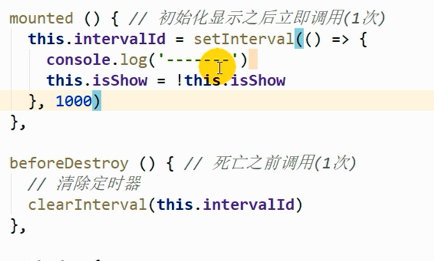 mounted () { // 初始化显示之后立即调用(1次)
this.intervalId = setInterval(() => {
console.log('-------')
this.isShow = !this.isShow
}, 1000)
},
beforeDestroy () { // 死亡之前调用(1次)
// 清除定时器
clearInterval(this.intervalId)
},